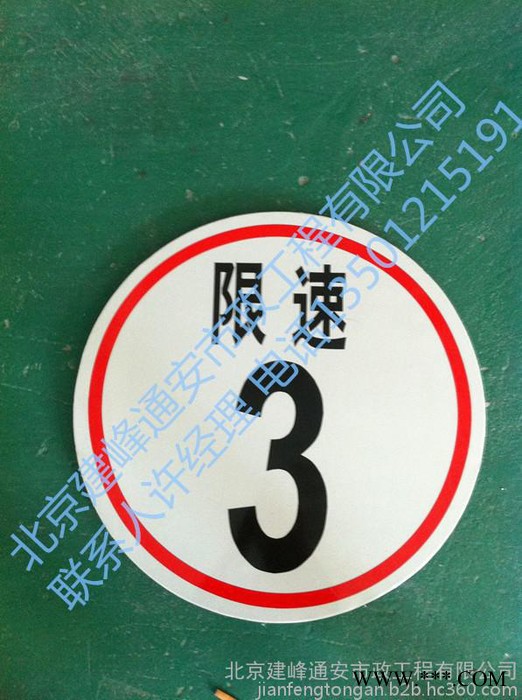 限速
3
北京建峰通安市政工程有限公司
联系人许经理 电话13501215191
北京建峰通安市政工程有限公司
jianfengtongan.b2b.hc360.com